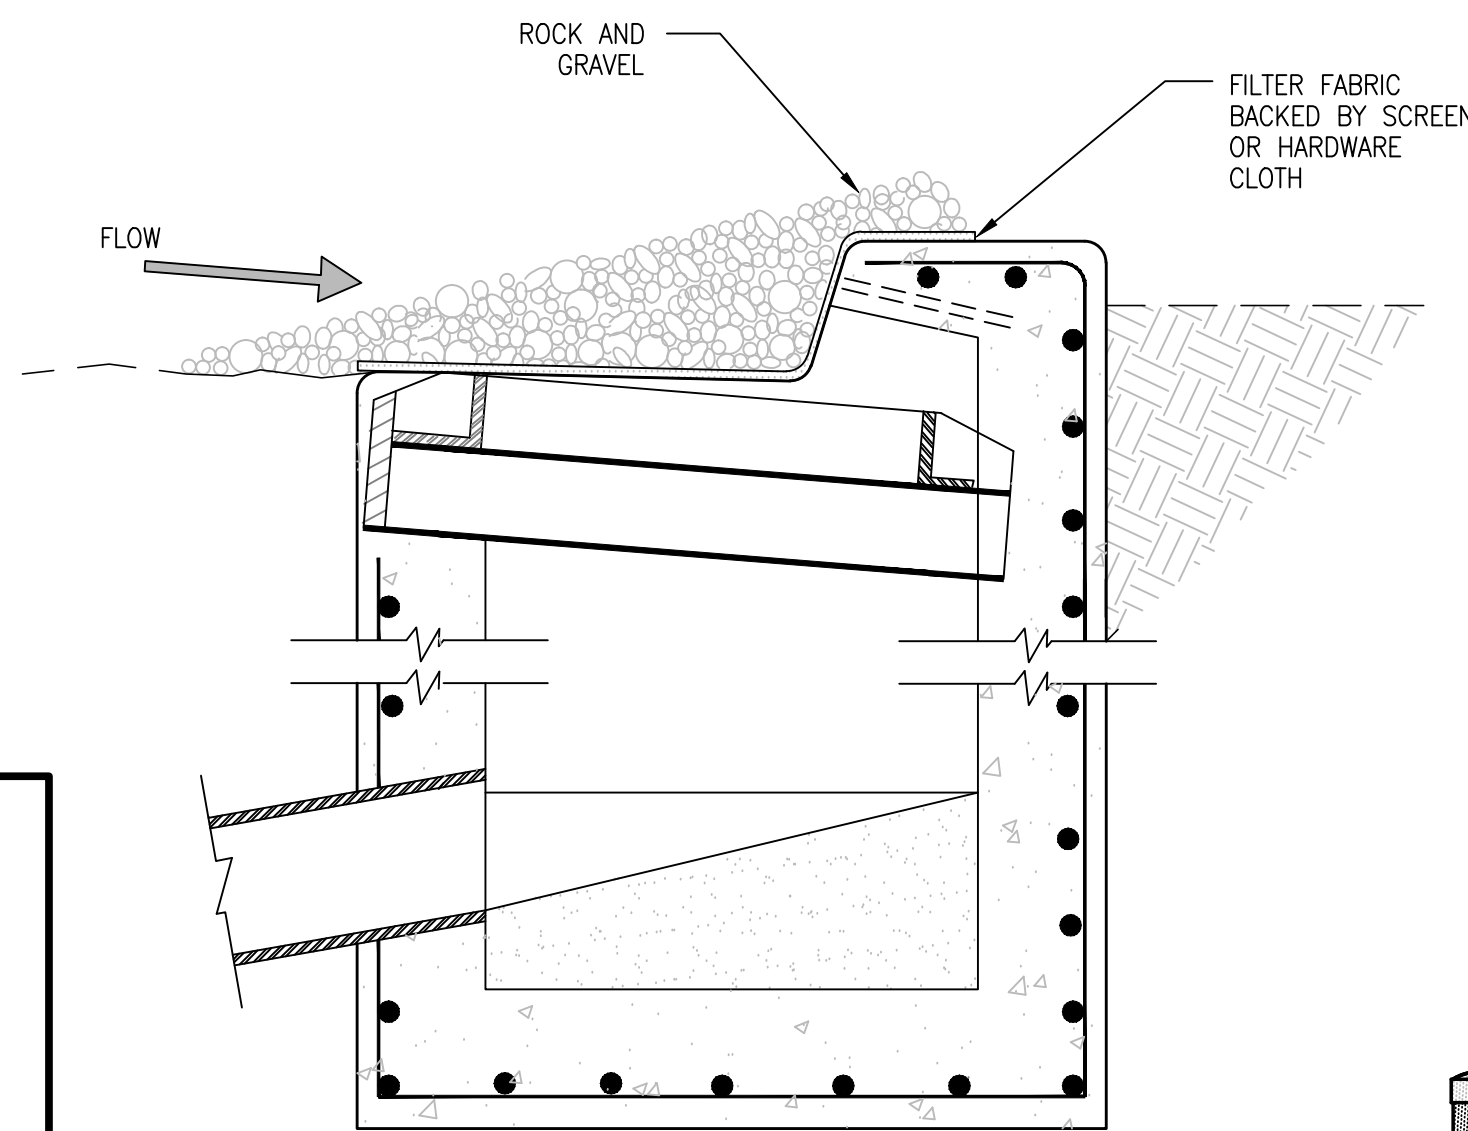 ROCK AND
GRAVEL
FILTER FABRIC
BACKED BY SCREEN
OR HARDWARE
CLOTH
FLOW